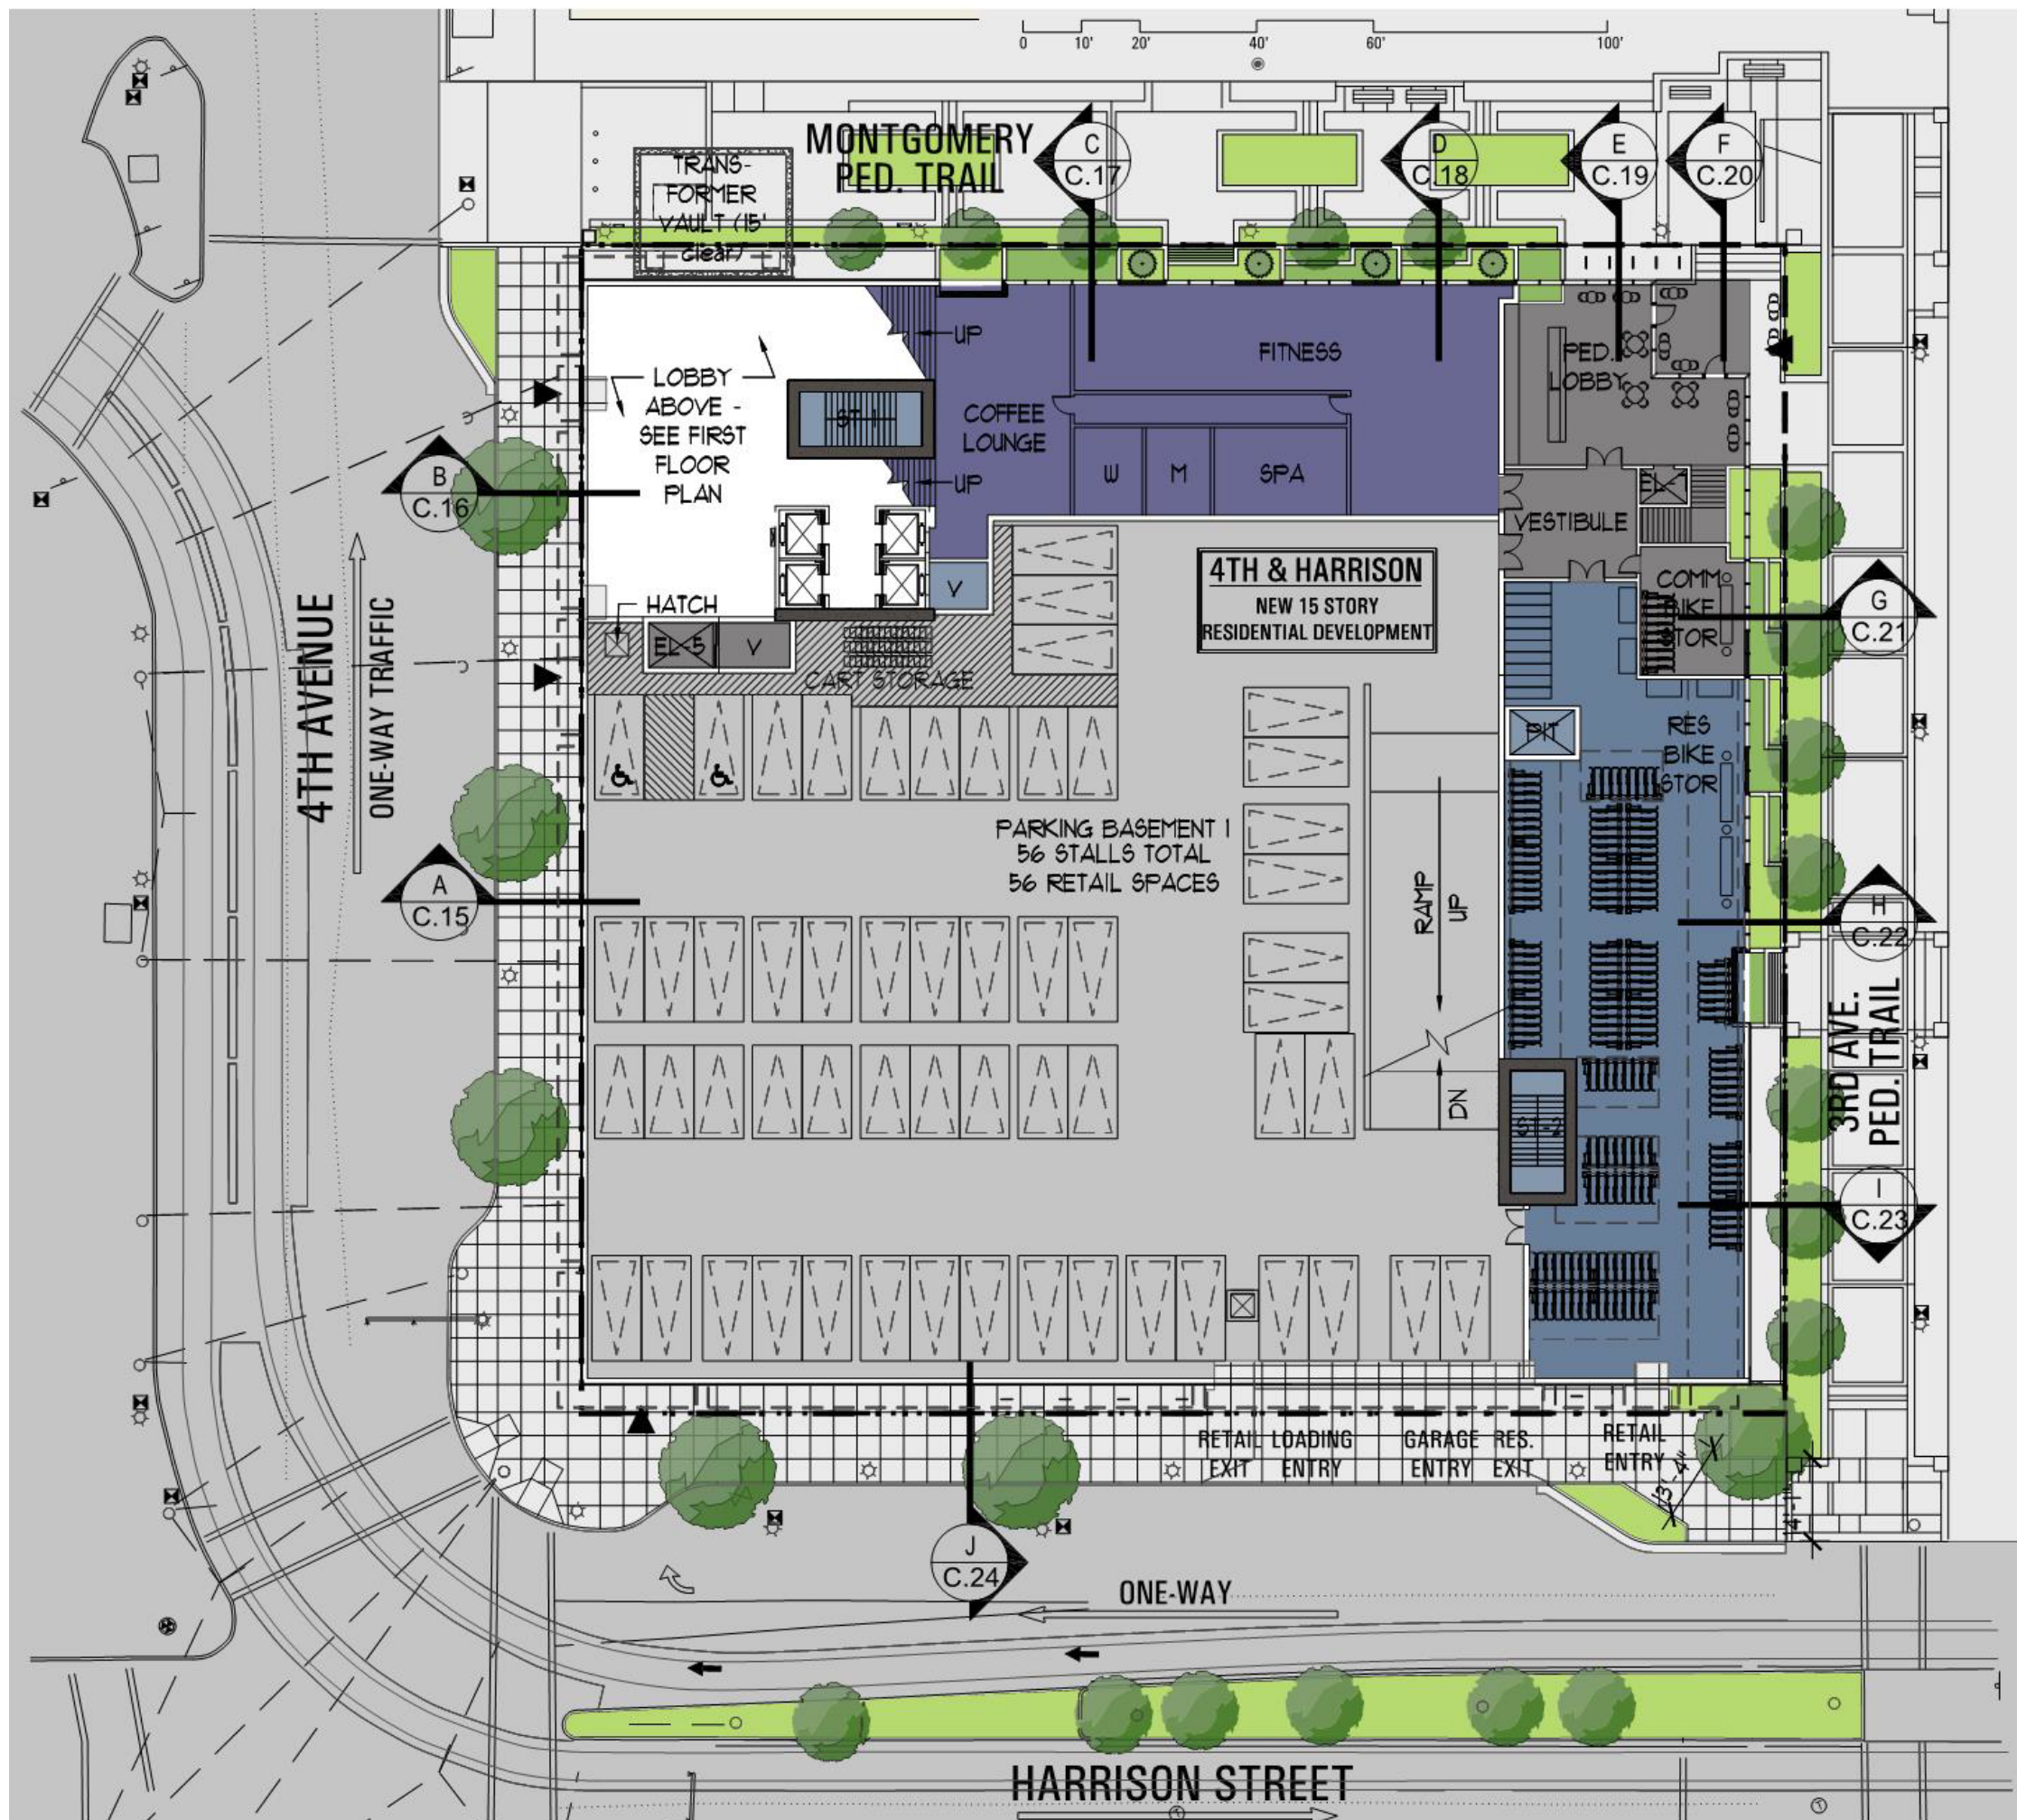 0 10' 20' 40' 60' 100'
MONTGOMERY
PED. TRAIL
TRANS-
FORMER
VAULT (15'
Clear)
C
C.17
D
C.18
E
C.19
F
C.20
UP
LOBBY
ABOVE -
SEE FIRST
FLOOR
PLAN
ST-1
COFFEE
LOUNGE
FITNESS
PED.
LOBBY
UP
W
M
SPA
EL-1
VESTIBULE
B
C.16
4TH & HARRISON
NEW 15 STORY
RESIDENTIAL DEVELOPMENT
V
HATCH
EL-5
V
CART STORAGE
COMM
BIKE
STOR
G
C.21
4TH AVENUE
ONE-WAY TRAFFIC
PIT
RES
BIKE
STOR
PARKING BASEMENT 1
56 STALLS TOTAL
56 RETAIL SPACES
RAMP
UP
DN
A
C.15
H
C.22
3RD AVE.
PED. TRAIL
ST-2
I
C.23
RETAIL
EXIT
LOADING
ENTRY
GARAGE
ENTRY
RES.
EXIT
RETAIL
ENTRY
13'-4"
J
C.24
ONE-WAY
HARRISON STREET